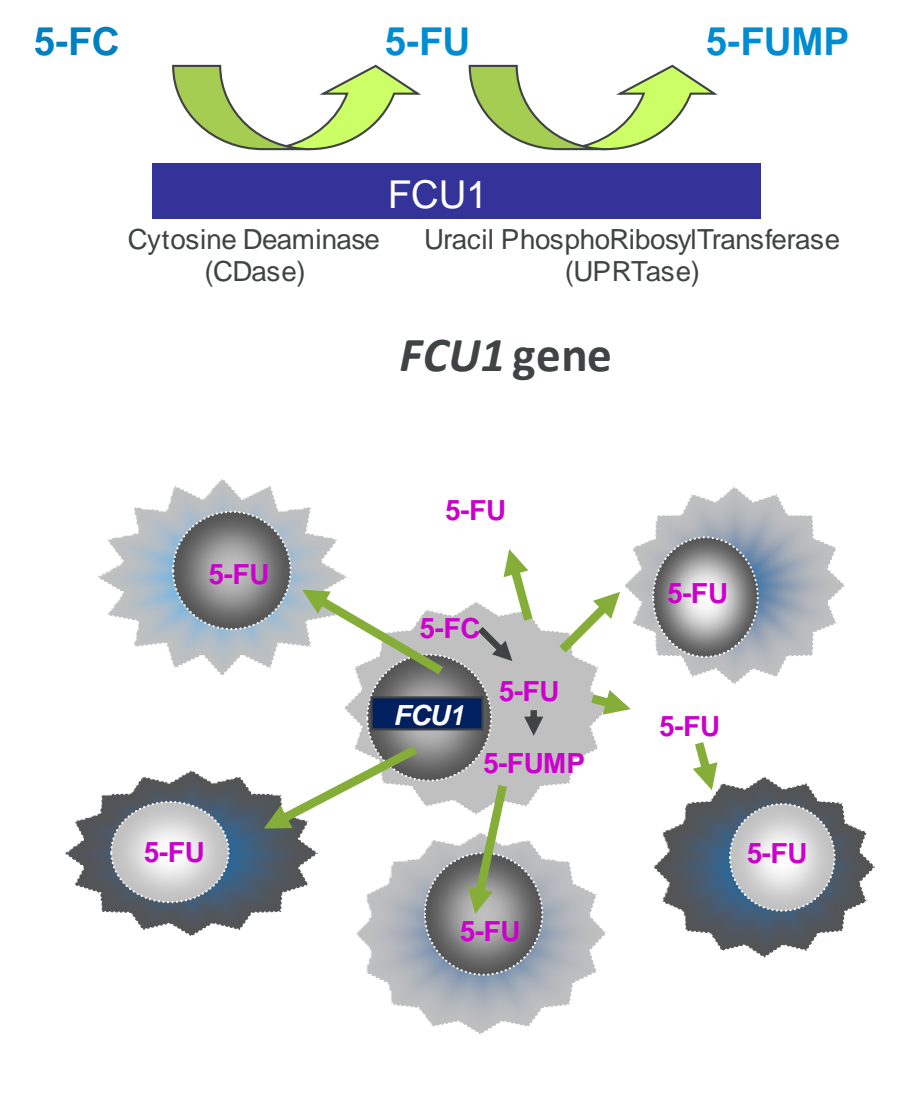 5-FC 5-FU 5-FUMP
FCU1
Cytosine Deaminase Uracil PhosphoRibosylTransferase
(CDase) (UPRTase)
FCU1 gene
5-FU
5-FU
5-FU
5-FC
5-FU
FCU1
5-FU
5-FUMP
5-FU
5-FU
5-FU